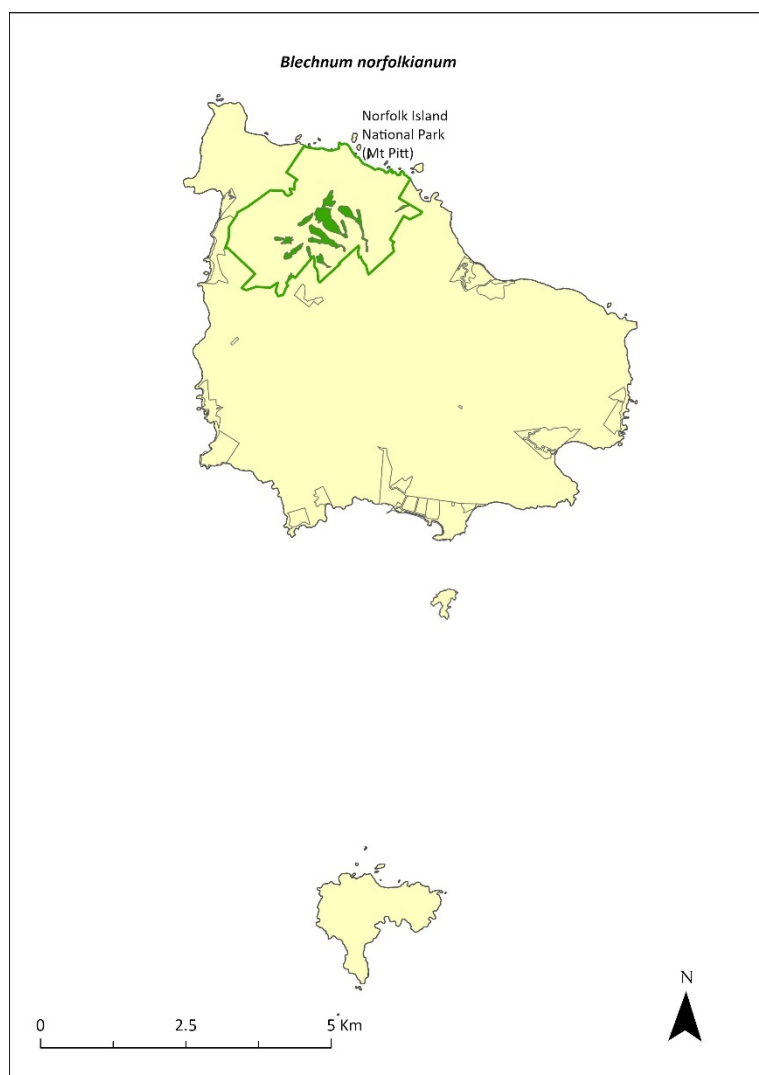 Blechnum norfolkianum
Norfolk Island
National Park
(Mt Pitt)
N
0 2.5 5 Km